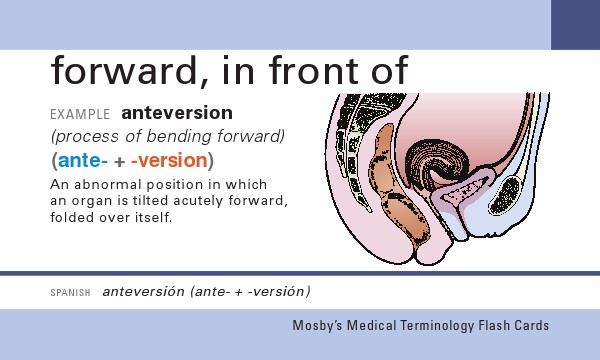 forward, in front of
EXAMPLE anteversion
(process of bending forward)
(ante- + -version)
An abnormal position in which
an organ is tilted acutely forward,
folded over itself.
SPANISH anteversión (ante- + -versión)
Mosby's Medical Terminology Flash Cards